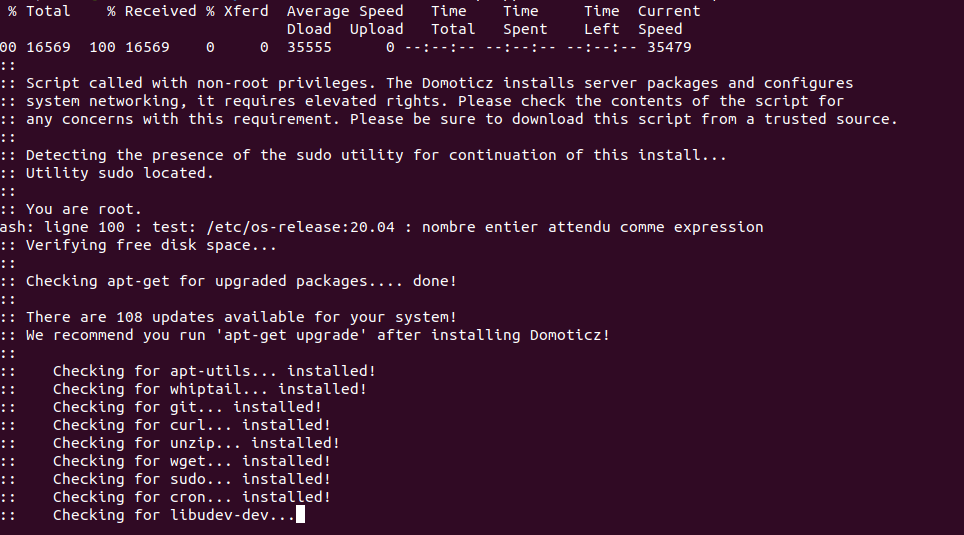 % Total % Received % Xferd Average Speed Time Time Time Current
Dload Upload Total Spent Left Speed
00 16569 100 16569 0 0 35555 0 --:--:-- --:--:-- --:--:-- 35479
::
:: Script called with non-root privileges. The Domoticz installs server packages and configures
:: system networking, it requires elevated rights. Please check the contents of the script for
:: any concerns with this requirement. Please be sure to download this script from a trusted source.
::
:: Detecting the presence of the sudo utility for continuation of this install...
:: Utility sudo located.
::
:: You are root.
ash: ligne 100 : test: /etc/os-release:20.04 : nombre entier attendu comme expression
:: Verifying free disk space...
::
:: Checking apt-get for upgraded packages.... done!
::
:: There are 108 updates available for your system!
:: We recommend you run 'apt-get upgrade' after installing Domoticz!
::
:: Checking for apt-utils... installed!
:: Checking for whiptail... installed!
:: Checking for git... installed!
:: Checking for curl... installed!
:: Checking for unzip... installed!
:: Checking for wget... installed!
:: Checking for sudo... installed!
:: Checking for cron... installed!
:: Checking for libudev-dev...